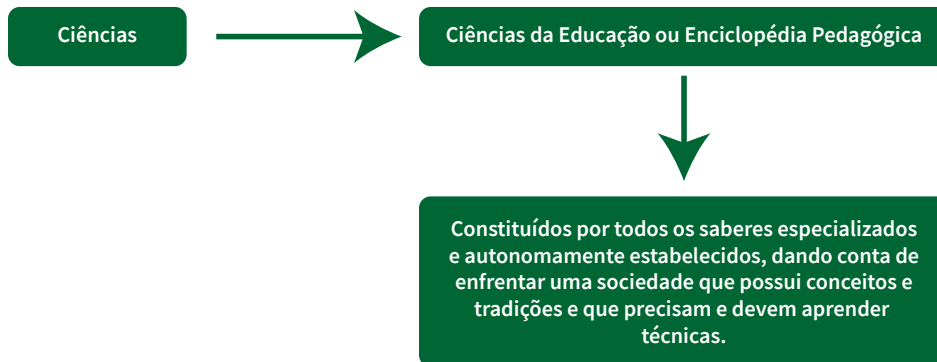 Ciências
Ciências da Educação ou Enciclopédia Pedagógica
Constituídos por todos os saberes especializados
e autonomamente estabelecidos, dando conta de
enfrentar uma sociedade que possui conceitos e
tradições e que precisam e devem aprender
técnicas.